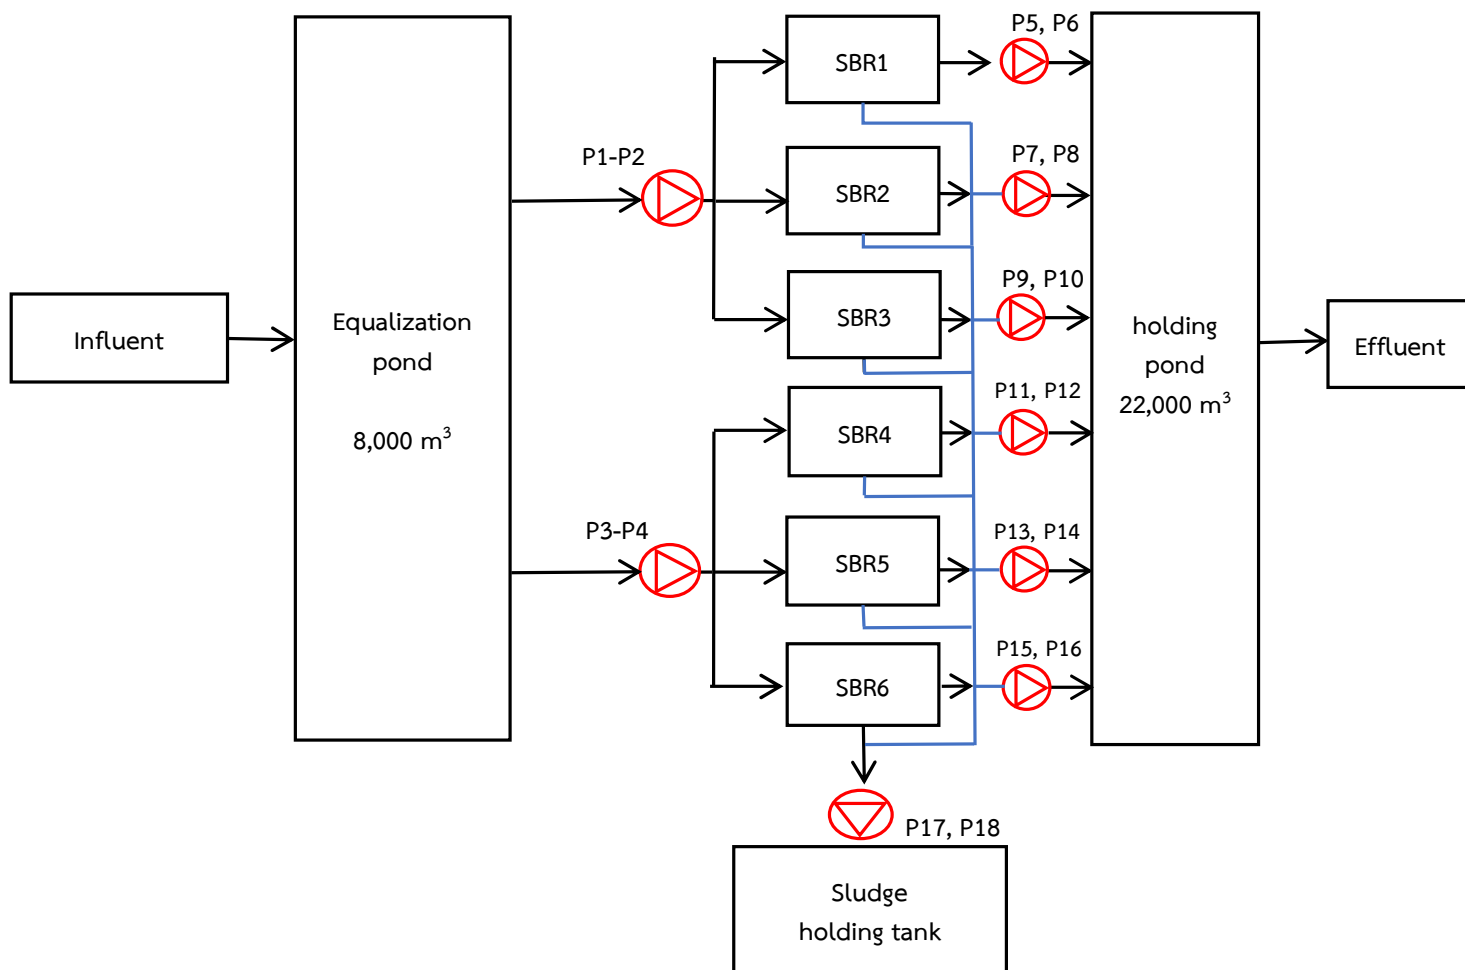 Influent
Equalization
pond
8,000 m³
P1-P2
P3-P4
SBR1
SBR2
SBR3
SBR4
SBR5
SBR6
P5, P6
P7, P8
P9, P10
P11, P12
P13, P14
P15, P16
P17, P18
Sludge
holding tank
holding
pond
22,000 m³
Effluent